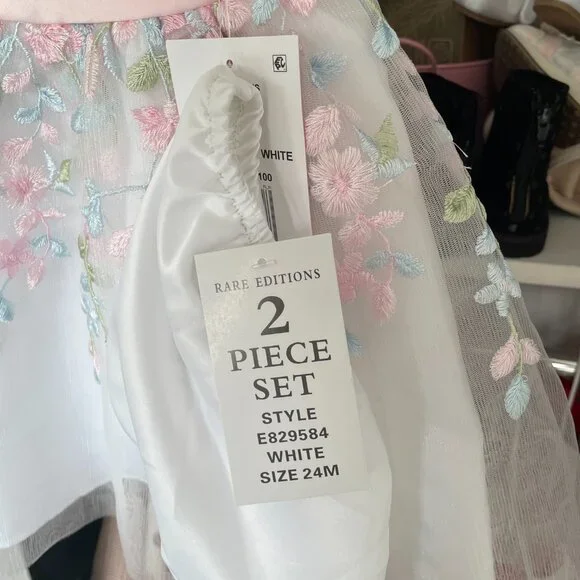 WHITE
100
RARE EDITIONS
2
PIECE
SET
STYLE
E829584
WHITE
SIZE 24M